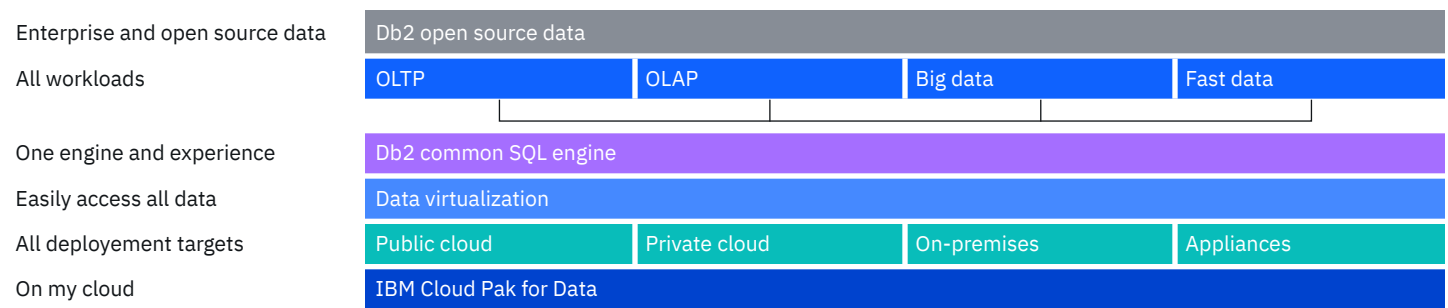 Enterprise and open source data Db2 open source data
All workloads OLTP OLAP Big data Fast data
One engine and experience Db2 common SQL engine
Easily access all data Data virtualization
All deployement targets Public cloud Private cloud On-premises Appliances
On my cloud IBM Cloud Pak for Data